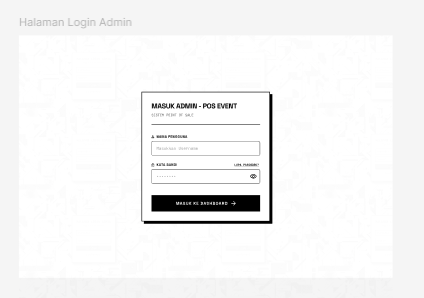 Halaman Login Admin
MASUK ADMIN - POS EVENT
SISTEM POINT OF SALE
NAMA PENGGUNA
Masukkan Username
KATA SANDI
LUPA PASSWORD?
MASUK KE DASHBOARD →